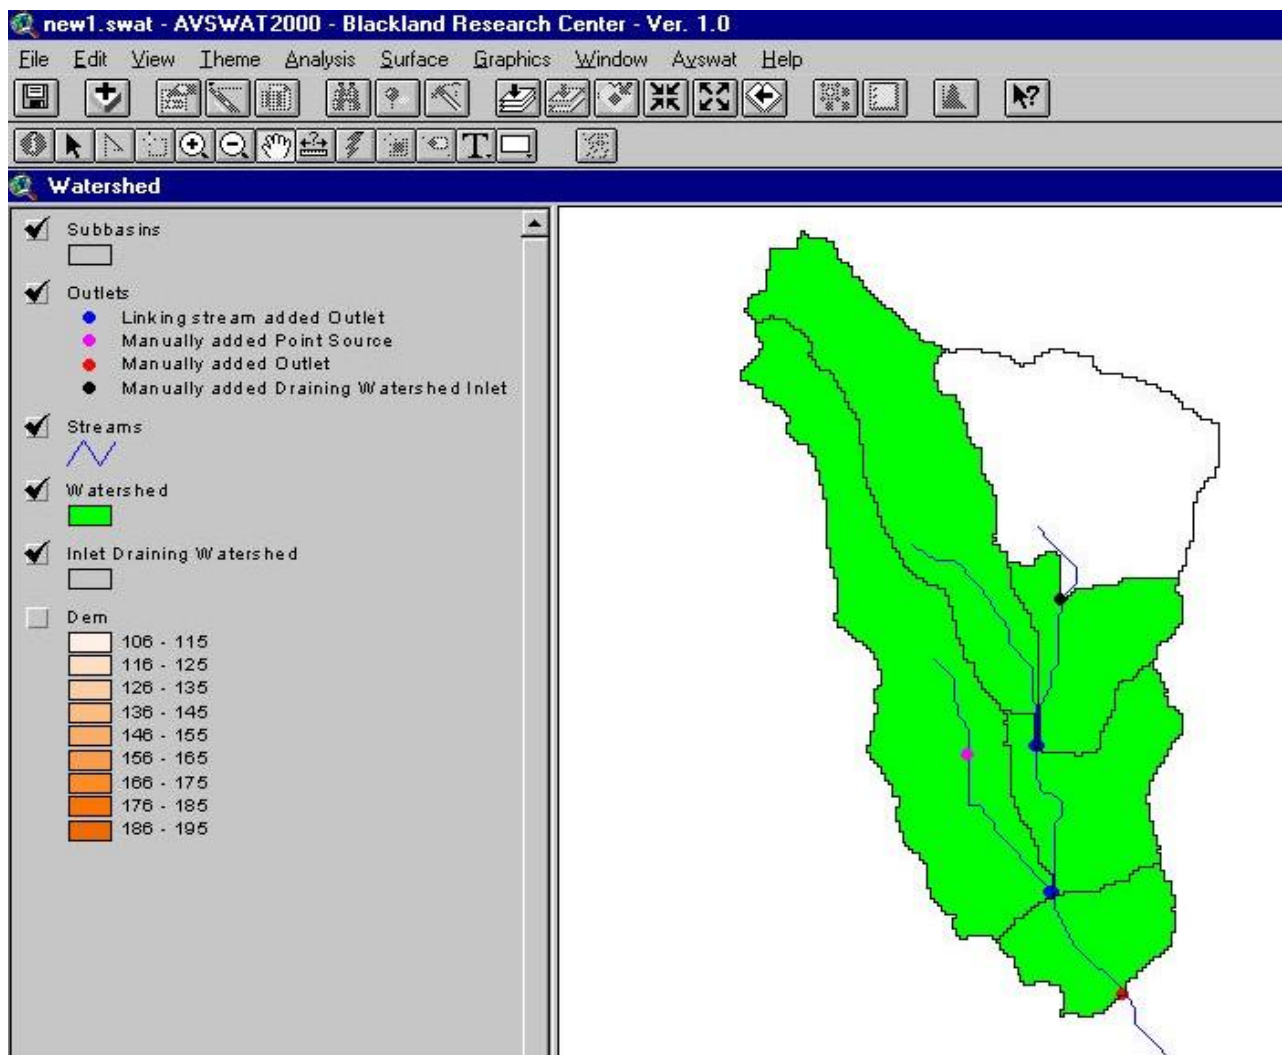 new1.swat - AVSWAT2000 - Blackland Research Center - Ver. 1.0
File Edit View Theme Analysis Surface Graphics Window Avswat Help
T
Watershed
Subbasins
Outlets
Linking stream added Outlet
Manually added Point Source
Manually added Outlet
Manually added Draining Watershed Inlet
Streams
Watershed
Inlet Draining Watershed
Dem
106 - 115
116 - 125
126 - 135
136 - 145
146 - 155
156 - 165
166 - 175
176 - 185
186 - 195